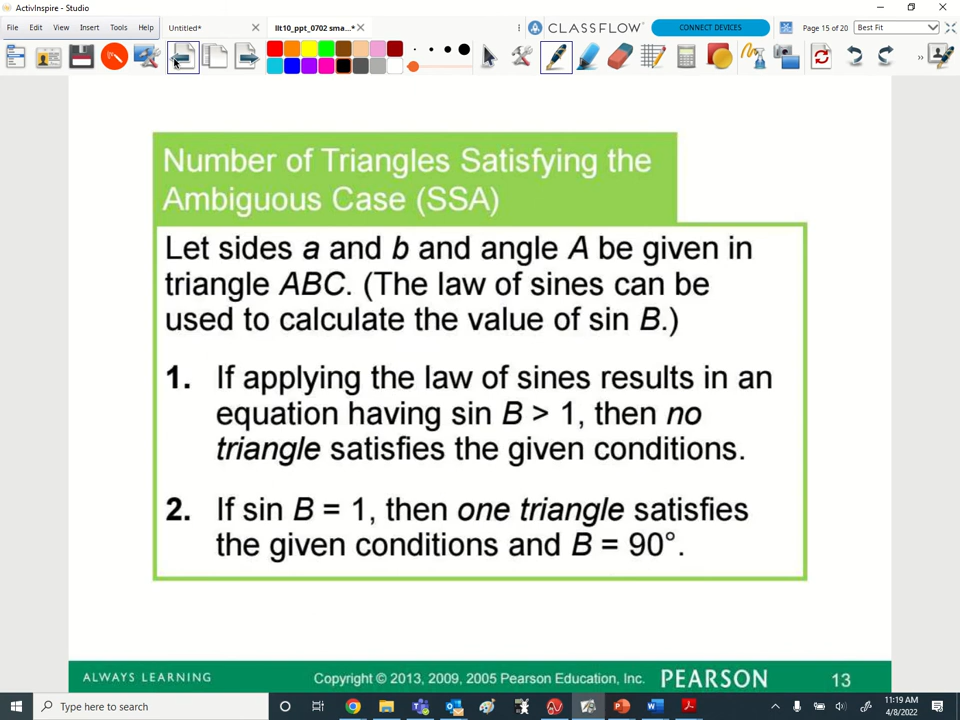 ActivInspire - Studio
File Edit View Insert Tools Help
Untitled*
llt10_ppt_0702 sma...*
CLASSFLOW
CONNECT DEVICES
Page 15 of 20
Best Fit
Number of Triangles Satisfying the
Ambiguous Case (SSA)
Let sides a and b and angle A be given in
triangle ABC. (The law of sines can be
used to calculate the value of sin B.)
1. If applying the law of sines results in an
equation having sin B > 1, then no
triangle satisfies the given conditions.
2. If sin B = 1, then one triangle satisfies
the given conditions and B = 90°.
ALWAYS LEARNING
Copyright © 2013, 2009, 2005 Pearson Education, Inc.
PEARSON
13
Type here to search
11:19 AM
4/8/2022